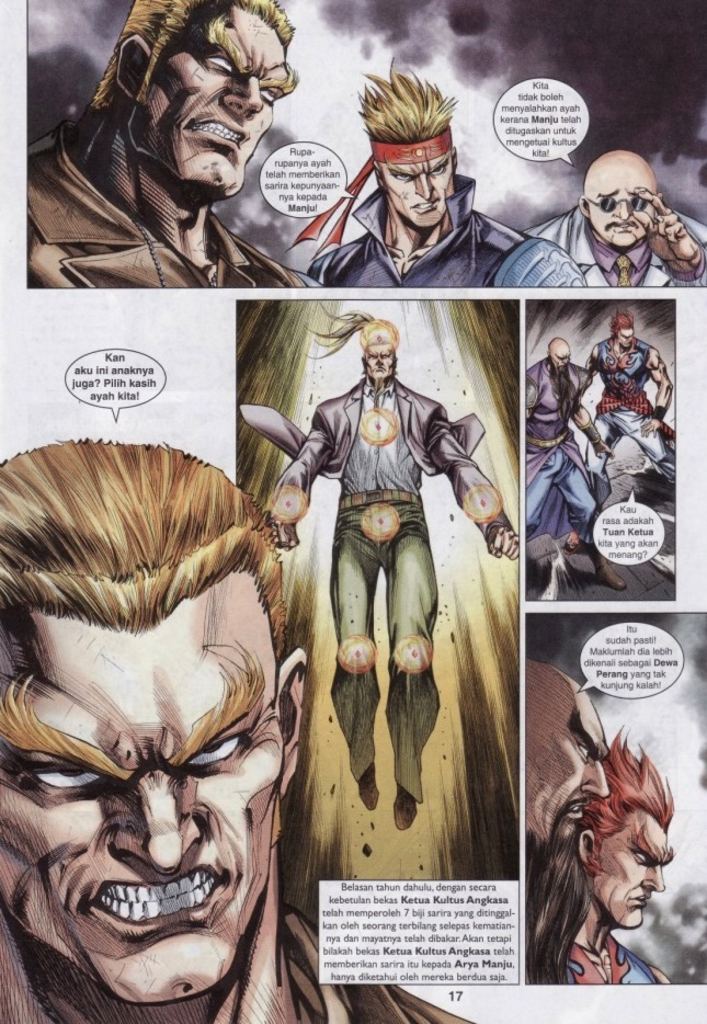 Rupa-
rupanya ayah
telah memberikan
sarira kepunyaan-
nya kepada
Manju!
Kita
tidak boleh
menyalahkan ayah
kerana Manju telah
ditugaskan untuk
mengetuai kultus
kita!
Kan
aku ini anaknya
juga? Pilih kasih
ayah kita!
Kau
rasa adakah
Tuan Ketua
kita yang akan
menang?
Itu
sudah pasti!
Maklumlah dia lebih
dikenali sebagai Dewa
Perang yang tak
kunjung kalah!
Belasan tahun dahulu, dengan secara
kebetulan bekas Ketua Kultus Angkasa
telah memperoleh 7 biji sarira yang ditinggal-
kan oleh seorang terbilang selepas kematian-
nya dan mayatnya telah dibakar. Akan tetapi
bilakah bekas Ketua Kultus Angkasa telah
memberikan sarira itu kepada Arya Manju,
hanya diketahui oleh mereka berdua saja.
17